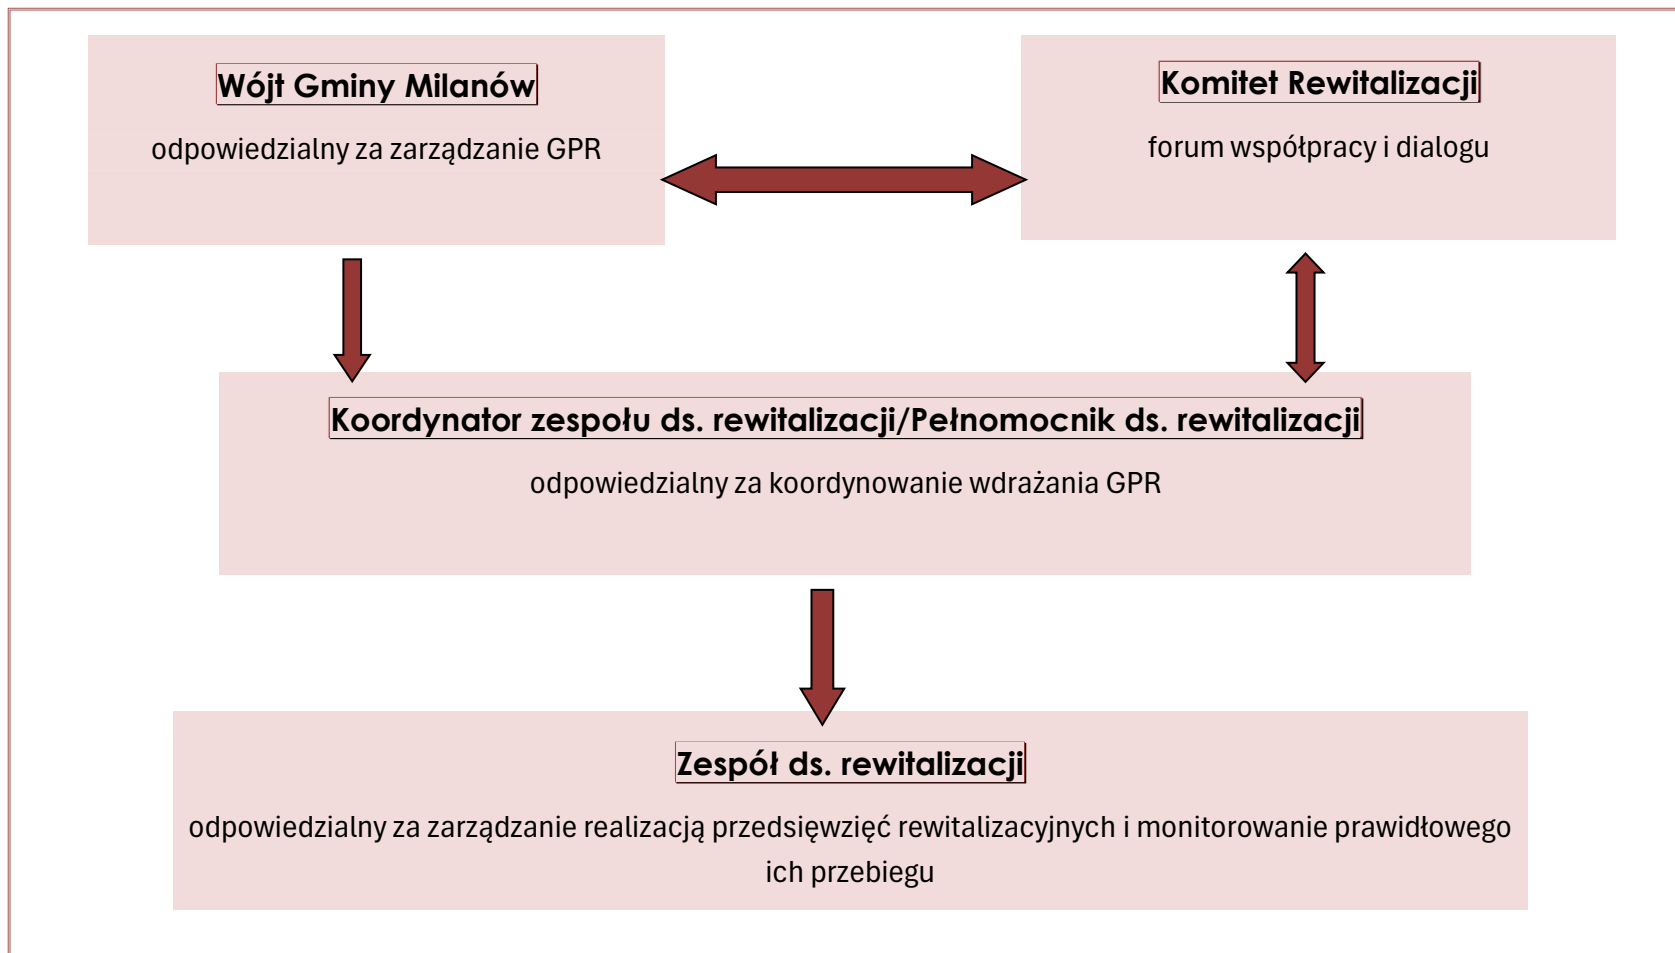 Wójt Gminy Milanów
odpowiedzialny za zarządzanie GPR
Komitet Rewitalizacji
forum współpracy i dialogu
Koordynator zespołu ds. rewitalizacji/Pełnomocnik ds. rewitalizacji
odpowiedzialny za koordynowanie wdrażania GPR
Zespół ds. rewitalizacji
odpowiedzialny za zarządzanie realizacją przedsięwzięć rewitalizacyjnych i monitorowanie prawidłowego
ich przebiegu